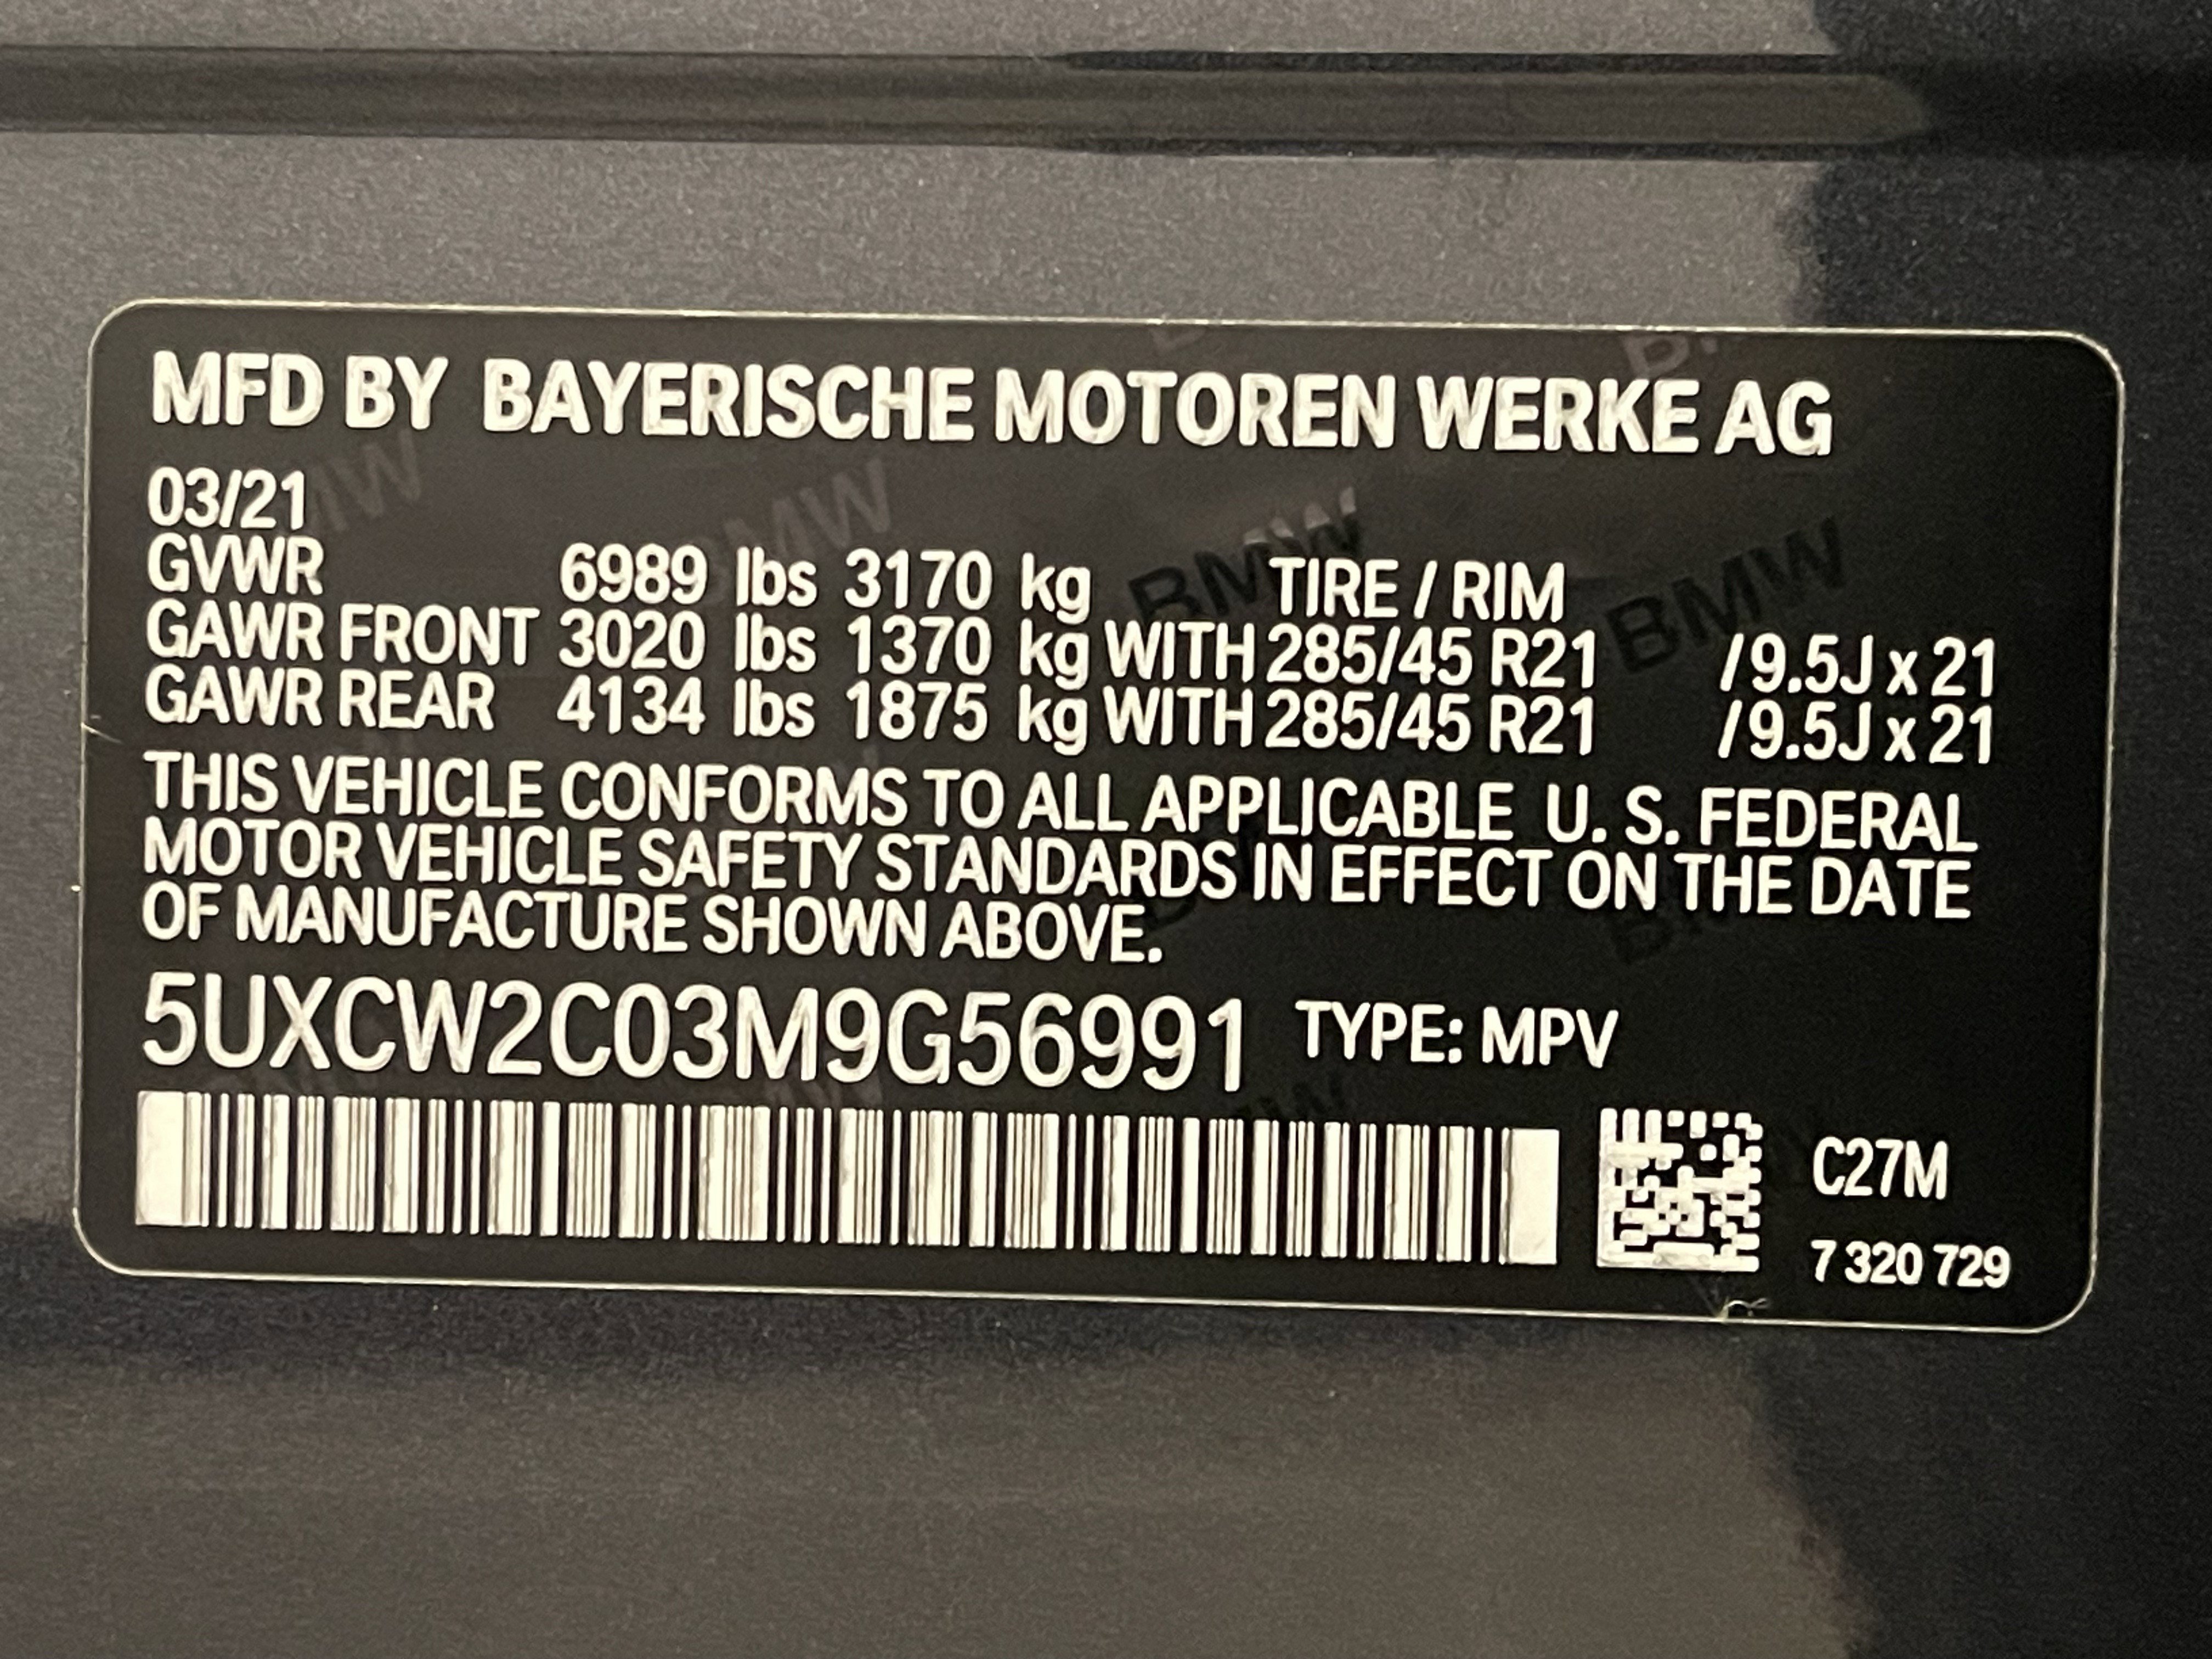 MFD BY BAYERISCHE MOTOREN WERKE AG
03/21
GVWR 6989 lbs 3170 kg TIRE / RIM
GAWR FRONT 3020 lbs 1370 kg WITH 285/45 R21 / 9.5J x 21
GAWR REAR 4134 lbs 1875 kg WITH 285/45 R21 / 9.5J x 21
THIS VEHICLE CONFORMS TO ALL APPLICABLE U. S. FEDERAL
MOTOR VEHICLE SAFETY STANDARDS IN EFFECT ON THE DATE
OF MANUFACTURE SHOWN ABOVE.
5UXCW2C03M9G56991 TYPE: MPV
C27M
7 320 729